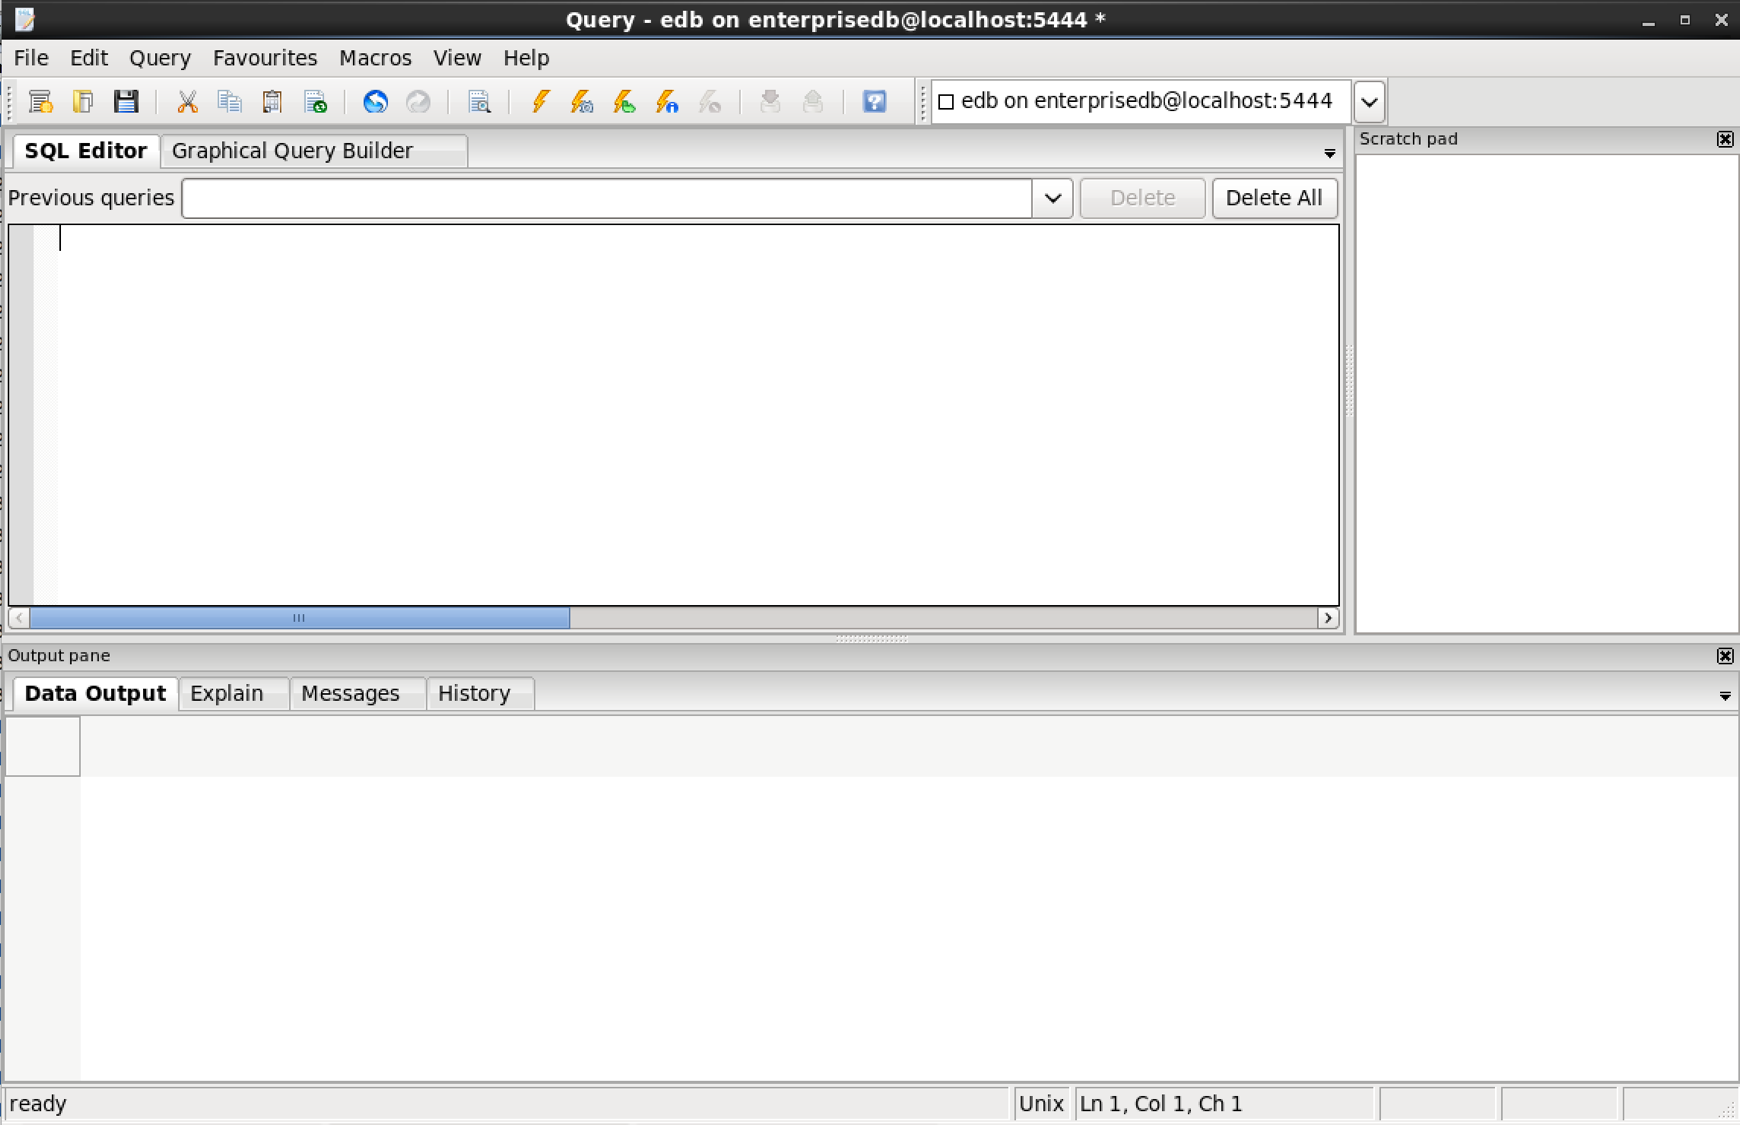 Query - edb on enterprisedb@localhost:5444 *
File Edit Query Favourites Macros View Help
edb on enterprisedb@localhost:5444
SQL Editor Graphical Query Builder
Scratch pad
Previous queries Delete Delete All
Output pane
Data Output Explain Messages History
ready Unix Ln 1, Col 1, Ch 1